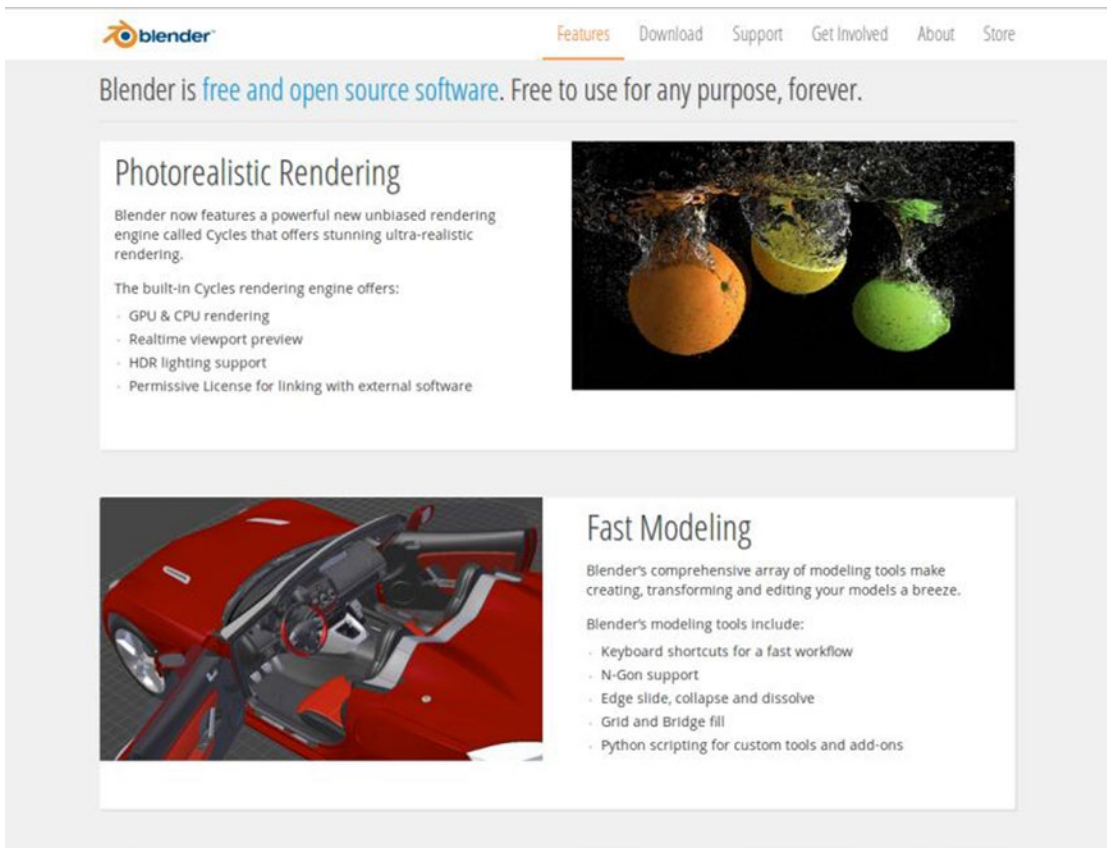 blender
Features Download Support Get Involved About Store
Blender is free and open source software. Free to use for any purpose, forever.
Photorealistic Rendering
Blender now features a powerful new unbiased rendering
engine called Cycles that offers stunning ultra-realistic
rendering.
The built-in Cycles rendering engine offers:
GPU & CPU rendering
Realtime viewport preview
HDR lighting support
Permissive License for linking with external software
Fast Modeling
Blender's comprehensive array of modeling tools make
creating, transforming and editing your models a breeze.
Blender's modeling tools include:
Keyboard shortcuts for a fast workflow
N-Gon support
Edge slide, collapse and dissolve
Grid and Bridge fill
Python scripting for custom tools and add-ons